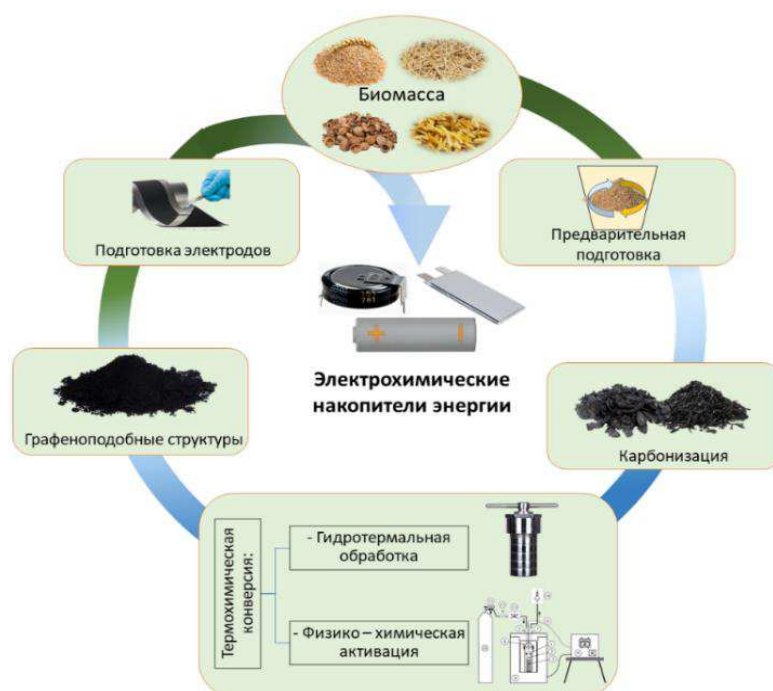 Биомасса
Предварительная
подготовка
Карбонизация
Термохимическая
конверсия:
- Гидротермальная
обработка
- Физико – химическая
активация
Графеноподобные структуры
Подготовка электродов
Электрохимические
накопители энергии